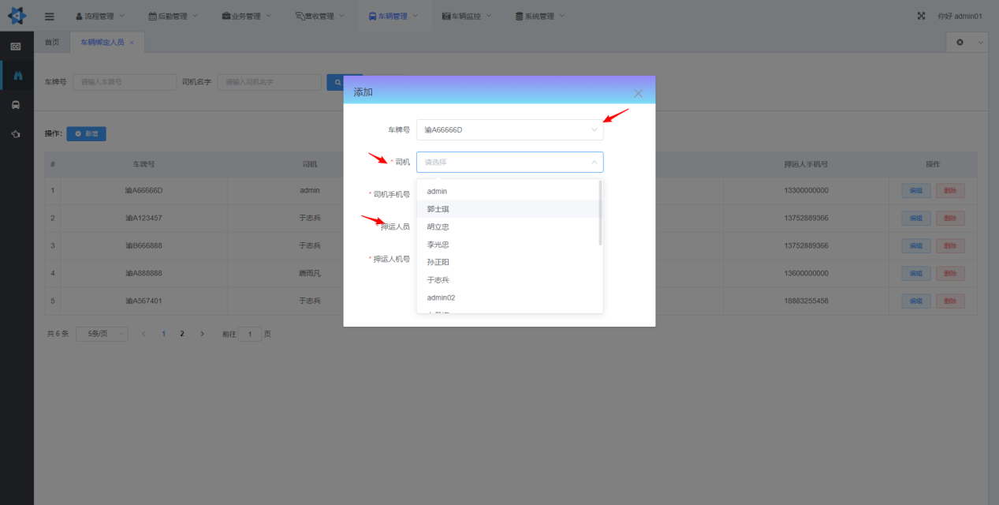 流程管理 后勤管理 业务管理 营收管理 车辆管理 车辆监控 系统管理 你好 admin01
首页 车辆绑定人员 ×
车牌号 请输入车牌号 司机名字 请输入司机名字
添加
车牌号 渝A66666D
* 司机 请选择
* 司机手机号
* 押运人员
* 押运人机号
admin
郭士琪
胡立忠
李光忠
孙正阳
于志兵
admin02
操作: 新增
# 车牌号 司机 押运人手机号 操作
1 渝A66666D admin 13300000000 编辑 删除
2 渝A123457 于志兵 13752889366 编辑 删除
3 渝B666888 于志兵 13752889366 编辑 删除
4 渝A888888 唐雨凡 13600000000 编辑 删除
5 渝A567401 于志兵 18883255458 编辑 删除
共 6 条 5条/页 1 2 前往 1 页